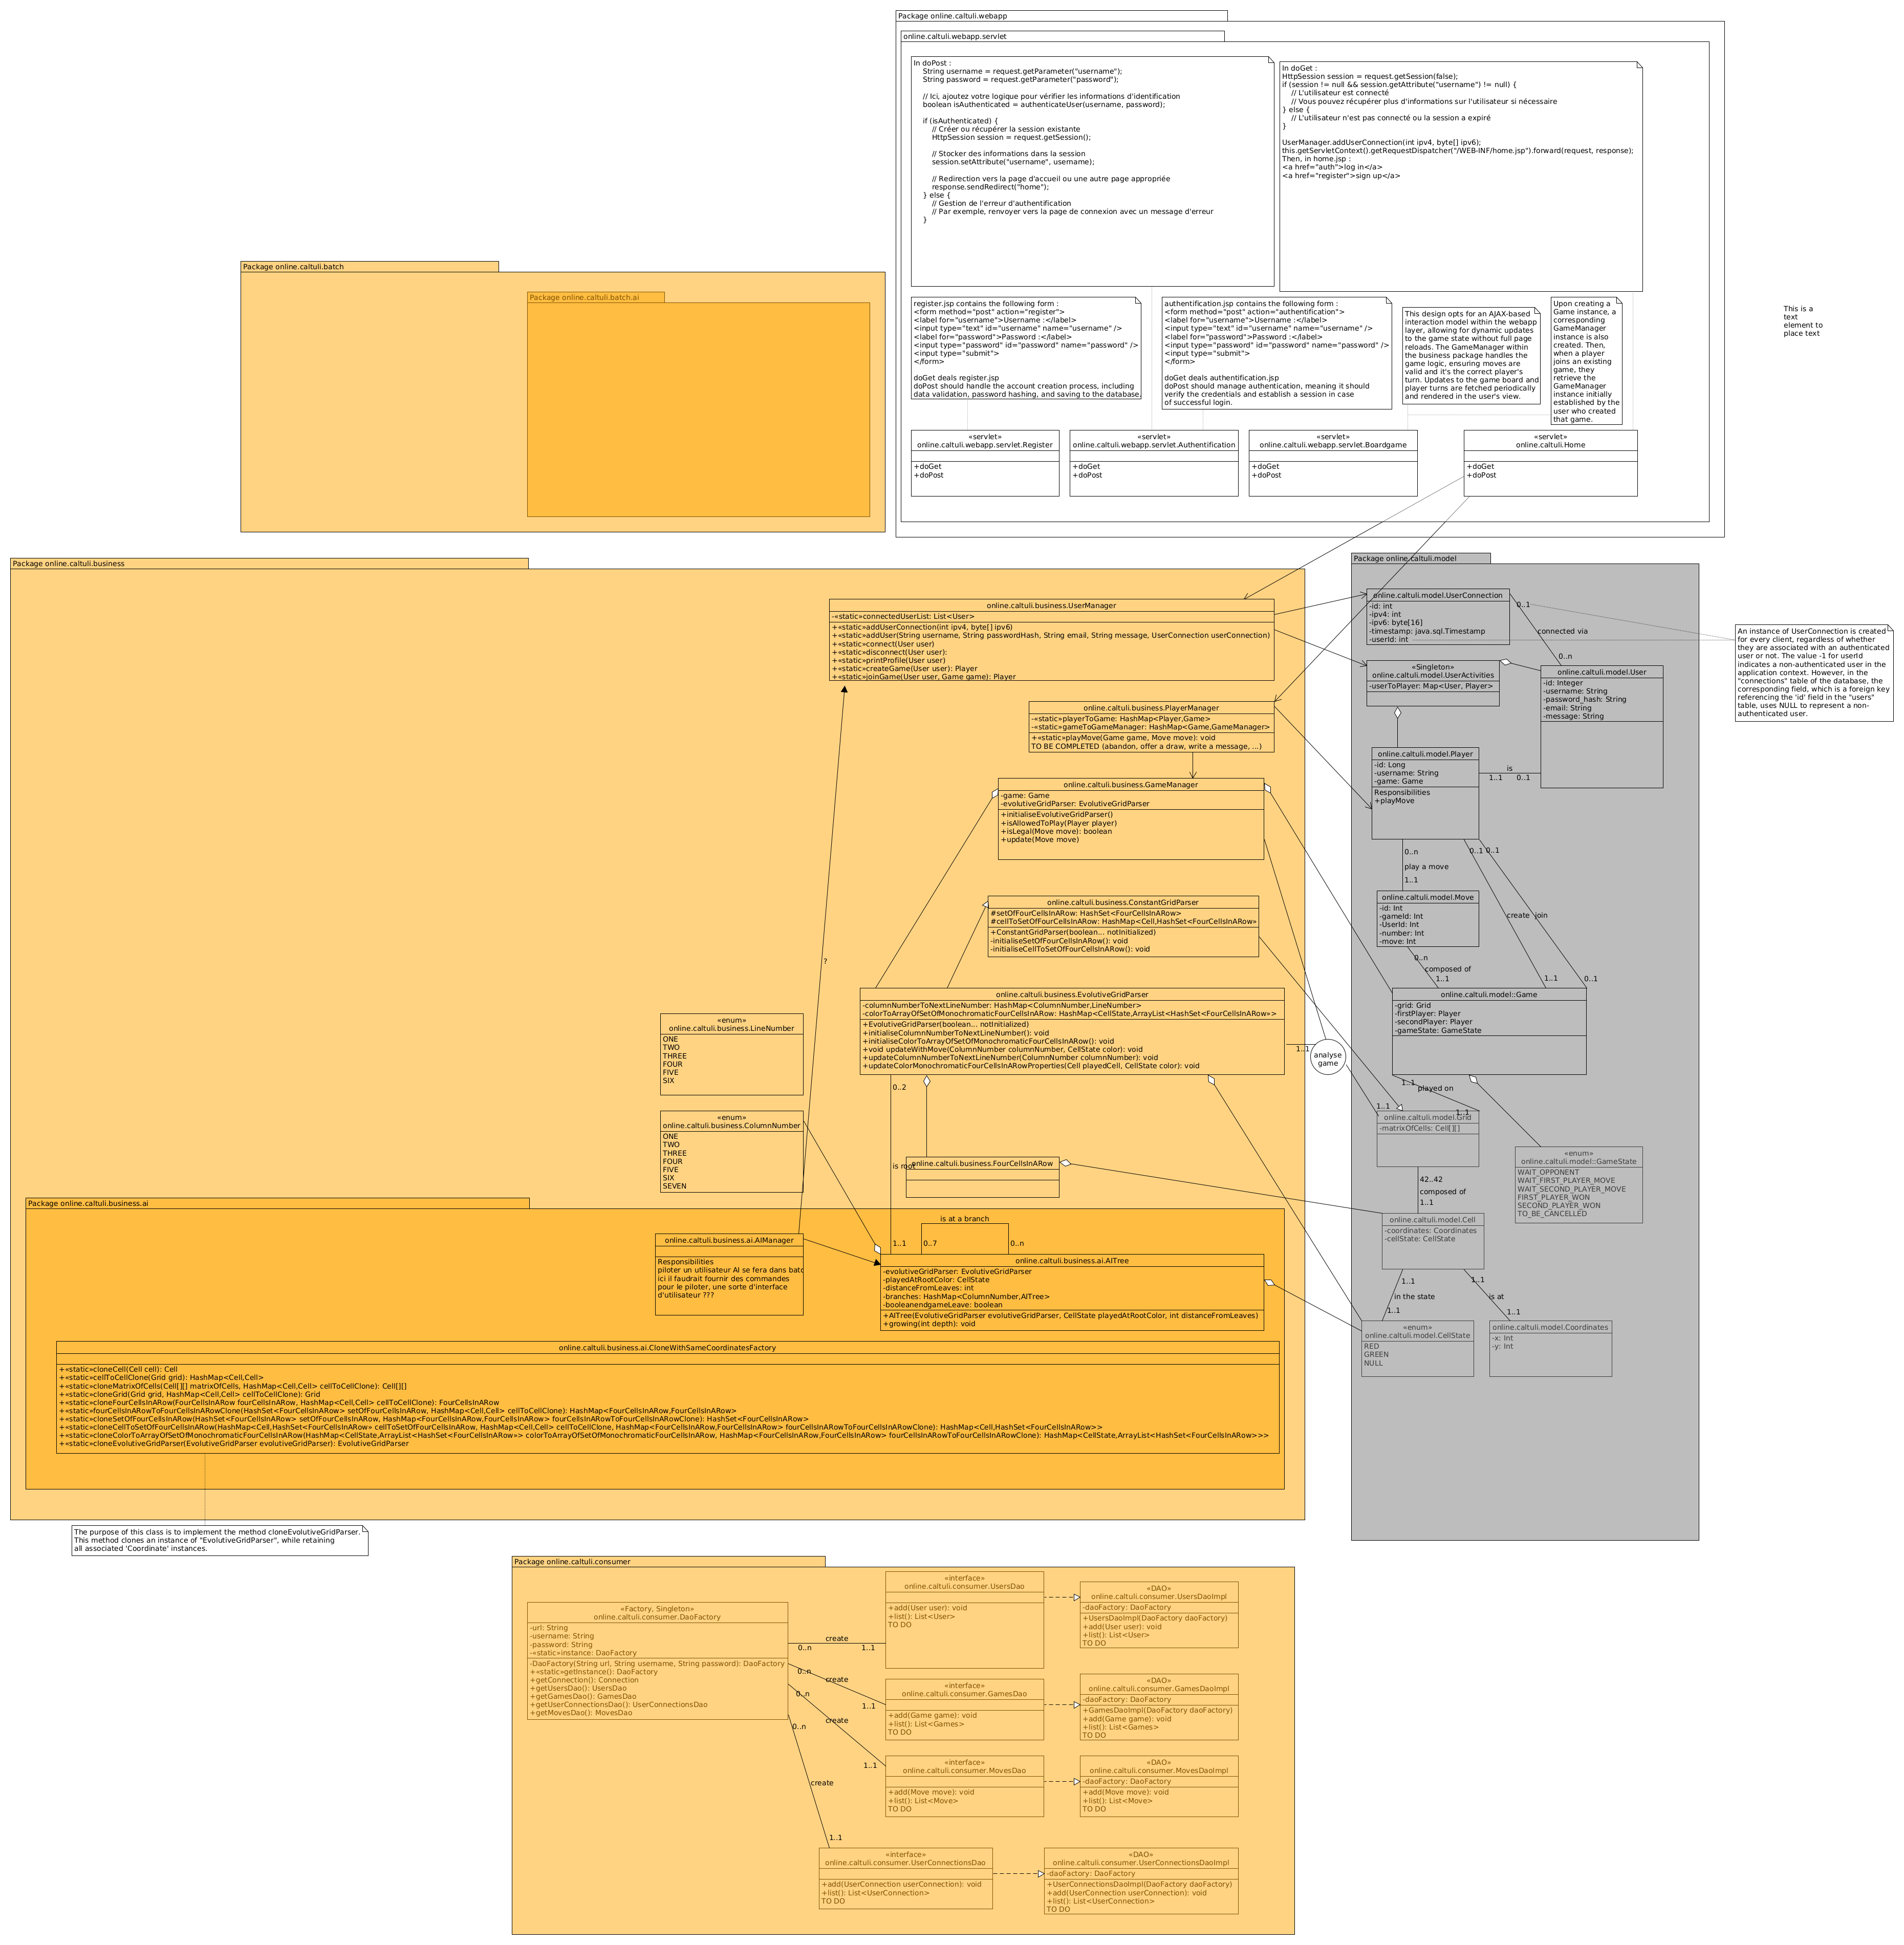 Package online.caltuli.webapp
online.caltuli.webapp.servlet
In doPost :
String username = request.getParameter("username");
String password = request.getParameter("password");
// Ici, ajoutez votre logique pour vérifier les informations d'identification
boolean isAuthenticated = authenticateUser(username, password);
if (isAuthenticated) {
// Créer ou récupérer la session existante
HttpSession session = request.getSession();
// Stocker des informations dans la session
session.setAttribute("username", username);
// Redirection vers la page d'accueil ou une autre page appropriée
response.sendRedirect("home");
} else {
// Gestion de l'erreur d'authentification
// Par exemple, renvoyer vers la page de connexion avec un message d'erreur
}
In doGet :
HttpSession session = request.getSession(false);
if (session != null && session.getAttribute("username") != null) {
// L'utilisateur est connecté
// Vous pouvez récupérer plus d'informations sur l'utilisateur si nécessaire
} else {
// L'utilisateur n'est pas connecté ou la session a expiré
}
UserManager.addUserConnection(int ipv4, byte[] ipv6);
this.getServletContext().getRequestDispatcher("/WEB-INF/home.jsp").forward(request, response);
Then, in home.jsp :
<a href="auth">log in</a>
<a href="register">sign up</a>
register.jsp contains the following form :
<form method="post" action="register">
<label for="username">Username :</label>
<input type="text" id="username" name="username" />
<label for="password">Password :</label>
<input type="password" id="password" name="password" />
<input type="submit">
</form>
doGet deals register.jsp
doPost should handle the account creation process, including
data validation, password hashing, and saving to the database.
authentification.jsp contains the following form :
<form method="post" action="authentification">
<label for="username">Username :</label>
<input type="text" id="username" name="username" />
<label for="password">Password :</label>
<input type="password" id="password" name="password" />
<input type="submit">
</form>
doGet deals authentification.jsp
doPost should manage authentication, meaning it should
verify the credentials and establish a session in case
of successful login.
This design opts for an AJAX-based
interaction model within the webapp
layer, allowing for dynamic updates
to the game state without full page
reloads. The GameManager within
the business package handles the
game logic, ensuring moves are
valid and it's the correct player's
turn. Updates to the game board and
player turns are fetched periodically
and rendered in the user's view.
Upon creating a
Game instance, a
corresponding
GameManager
instance is also
created. Then,
when a player
joins an existing
game, they
retrieve the
GameManager
instance initially
established by the
user who created
that game.
«servlet»
online.caltuli.webapp.servlet.Register
+doGet
+doPost
«servlet»
online.caltuli.webapp.servlet.Authentification
+doGet
+doPost
«servlet»
online.caltuli.webapp.servlet.Boardgame
+doGet
+doPost
«servlet»
online.caltuli.Home
+doGet
+doPost
This is a
text
element to
place text
Package online.caltuli.batch
Package online.caltuli.batch.ai
Package online.caltuli.business
online.caltuli.business.UserManager
-«static»connectedUserList: List<User>
+«static»addUserConnection(int ipv4, byte[] ipv6)
+«static»addUser(String username, String passwordHash, String email, String message, UserConnection userConnection)
+«static»connect(User user)
+«static»disconnect(User user):
+«static»printProfile(User user)
+«static»createGame(User user): Player
+«static»joinGame(User user, Game game): Player
online.caltuli.business.PlayerManager
-«static»playerToGame: HashMap<Player,Game>
-«static»gameToGameManager: HashMap<Game,GameManager>
+«static»playMove(Game game, Move move): void
TO BE COMPLETED (abandon, offer a draw, write a message, ...)
online.caltuli.business.GameManager
-game: Game
-evolutiveGridParser: EvolutiveGridParser
+initialiseEvolutiveGridParser()
+isAllowedToPlay(Player player)
+isLegal(Move move): boolean
+update(Move move)
online.caltuli.business.ConstantGridParser
#setOfFourCellsInARow: HashSet<FourCellsInARow>
#cellToSetOfFourCellsInARow: HashMap<Cell,HashSet<FourCellsInARow»
+ConstantGridParser(boolean... notInitialized)
-initialiseSetOfFourCellsInARow(): void
-initialiseCellToSetOfFourCellsInARow(): void
?
online.caltuli.business.EvolutiveGridParser
-columnNumberToNextLineNumber: HashMap<ColumnNumber,LineNumber>
-colorToArrayOfSetOfMonochromaticFourCellsInARow: HashMap<CellState,ArrayList<HashSet<FourCellsInARow»>
+EvolutiveGridParser(boolean... notInitialized)
+initialiseColumnNumberToNextLineNumber(): void
+initialiseColorToArrayOfSetOfMonochromaticFourCellsInARow(): void
+void updateWithMove(ColumnNumber columnNumber, CellState color): void
+updateColumnNumberToNextLineNumber(ColumnNumber columnNumber): void
+updateColorMonochromaticFourCellsInARowProperties(Cell playedCell, CellState color): void
1..1
analyse
game
1..1
«enum»
online.caltuli.business.LineNumber
ONE
TWO
THREE
FOUR
FIVE
SIX
«enum»
online.caltuli.business.ColumnNumber
ONE
TWO
THREE
FOUR
FIVE
SIX
SEVEN
0..2
is root
1..1
online.caltuli.business.FourCellsInARow
Package online.caltuli.business.ai
is at a branch
0..7
0..n
online.caltuli.business.ai.AIManager
Responsibilities
piloter un utilisateur AI se fera dans batc
ici il faudrait fournir des commandes
pour le piloter, une sorte d'interface
d'utilisateur ???
online.caltuli.business.ai.AITree
-evolutiveGridParser: EvolutiveGridParser
-playedAtRootColor: CellState
-distanceFromLeaves: int
-branches: HashMap<ColumnNumber,AITree>
-booleanendgameLeave: boolean
+AITree(EvolutiveGridParser evolutiveGridParser, CellState playedAtRootColor, int distanceFromLeaves)
+growing(int depth): void
online.caltuli.business.ai.CloneWithSameCoordinatesFactory
+«static»cloneCell(Cell cell): Cell
+«static»cellToCellClone(Grid grid): HashMap<Cell,Cell>
+«static»cloneMatrixOfCells(Cell[][] matrixOfCells, HashMap<Cell,Cell> cellToCellClone): Cell[][]
+«static»cloneGrid(Grid grid, HashMap<Cell,Cell> cellToCellClone): Grid
+«static»cloneFourCellsInARow(FourCellsInARow fourCellsInARow, HashMap<Cell,Cell> cellToCellClone): FourCellsInARow
+«static»fourCellsInARowToFourCellsInARowClone(HashSet<FourCellsInARow> setOfFourCellsInARow, HashMap<Cell,Cell> cellToCellClone): HashMap<FourCellsInARow,FourCellsInARow>
+«static»cloneSetOfFourCellsInARow(HashSet<FourCellsInARow> setOfFourCellsInARow, HashMap<FourCellsInARow,FourCellsInARow> fourCellsInARowToFourCellsInARowClone): HashSet<FourCellsInARow>
+«static»cloneCellToSetOfFourCellsInARow(HashMap<Cell,HashSet<FourCellsInARow» cellToSetOfFourCellsInARow, HashMap<Cell,Cell> cellToCellClone, HashMap<FourCellsInARow,FourCellsInARow> fourCellsInARowToFourCellsInARowClone): HashMap<Cell,HashSet<FourCellsInARow>>
+«static»cloneColorToArrayOfSetOfMonochromaticFourCellsInARow(HashMap<CellState,ArrayList<HashSet<FourCellsInARow»> colorToArrayOfSetOfMonochromaticFourCellsInARow, HashMap<FourCellsInARow,FourCellsInARow> fourCellsInARowToFourCellsInARowClone): HashMap<CellState,ArrayList<HashSet<FourCellsInARow>>>
+«static»cloneEvolutiveGridParser(EvolutiveGridParser evolutiveGridParser): EvolutiveGridParser
The purpose of this class is to implement the method cloneEvolutiveGridParser.
This method clones an instance of "EvolutiveGridParser", while retaining
all associated 'Coordinate' instances.
Package online.caltuli.model
online.caltuli.model.UserConnection
-id: int
-ipv4: int
-ipv6: byte[16]
-timestamp: java.sql.Timestamp
-userId: int
0..1
connected via
0..n
«Singleton»
online.caltuli.model.UserActivities
-userToPlayer: Map<User, Player>
online.caltuli.model.User
-id: Integer
-username: String
-password_hash: String
-email: String
-message: String
An instance of UserConnection is created
for every client, regardless of whether
they are associated with an authenticated
user or not. The value -1 for userId
indicates a non-authenticated user in the
application context. However, in the
"connections" table of the database, the
corresponding field, which is a foreign key
referencing the 'id' field in the "users"
table, uses NULL to represent a non-
authenticated user.
online.caltuli.model.Player
-id: Long
-username: String
-game: Game
Responsibilities
+playMove
is
1..1
0..1
0..n
play a move
1..1
0..1
0..1
online.caltuli.model.Move
-id: Int
-gameId: Int
-UserId: Int
-number: Int
-move: Int
create
join
0..n
composed of
1..1
1..1
0..1
online.caltuli.model::Game
-grid: Grid
-firstPlayer: Player
-secondPlayer: Player
-gameState: GameState
1..1
played on
1..1
online.caltuli.model.Grid
-matrixOfCells: Cell[][]
«enum»
online.caltuli.model::GameState
WAIT_OPPONENT
WAIT_FIRST_PLAYER_MOVE
WAIT_SECOND_PLAYER_MOVE
FIRST_PLAYER_WON
SECOND_PLAYER_WON
TO_BE_CANCELLED
42..42
composed of
1..1
online.caltuli.model.Cell
-coordinates: Coordinates
-cellState: CellState
1..1
in the state
1..1
1..1
is at
1..1
«enum»
online.caltuli.model.CellState
RED
GREEN
NULL
online.caltuli.model.Coordinates
-x: Int
-y: Int
Package online.caltuli.consumer
«Factory, Singleton»
online.caltuli.consumer.DaoFactory
-url: String
-username: String
-password: String
-«static»instance: DaoFactory
-DaoFactory(String url, String username, String password): DaoFactory
+«static»getInstance(): DaoFactory
+getConnection(): Connection
+getUsersDao(): UsersDao
+getGamesDao(): GamesDao
+getUserConnectionsDao(): UserConnectionsDao
+getMovesDao(): MovesDao
create
0..n
1..1
0..n
create
1..1
0..n
create
1..1
0..n
create
1..1
«interface»
online.caltuli.consumer.UsersDao
+add(User user): void
+list(): List<User>
TO DO
«DAO»
online.caltuli.consumer.UsersDaoImpl
-daoFactory: DaoFactory
+UsersDaoImpl(DaoFactory daoFactory)
+add(User user): void
+list(): List<User>
TO DO
«interface»
online.caltuli.consumer.GamesDao
+add(Game game): void
+list(): List<Games>
TO DO
«DAO»
online.caltuli.consumer.GamesDaoImpl
-daoFactory: DaoFactory
+GamesDaoImpl(DaoFactory daoFactory)
+add(Game game): void
+list(): List<Games>
TO DO
«interface»
online.caltuli.consumer.MovesDao
+add(Move move): void
+list(): List<Move>
TO DO
«DAO»
online.caltuli.consumer.MovesDaoImpl
-daoFactory: DaoFactory
+add(Move move): void
+list(): List<Move>
TO DO
«interface»
online.caltuli.consumer.UserConnectionsDao
+add(UserConnection userConnection): void
+list(): List<UserConnection>
TO DO
«DAO»
online.caltuli.consumer.UserConnectionsDaoImpl
-daoFactory: DaoFactory
+UserConnectionsDaoImpl(DaoFactory daoFactory)
+add(UserConnection userConnection): void
+list(): List<UserConnection>
TO DO